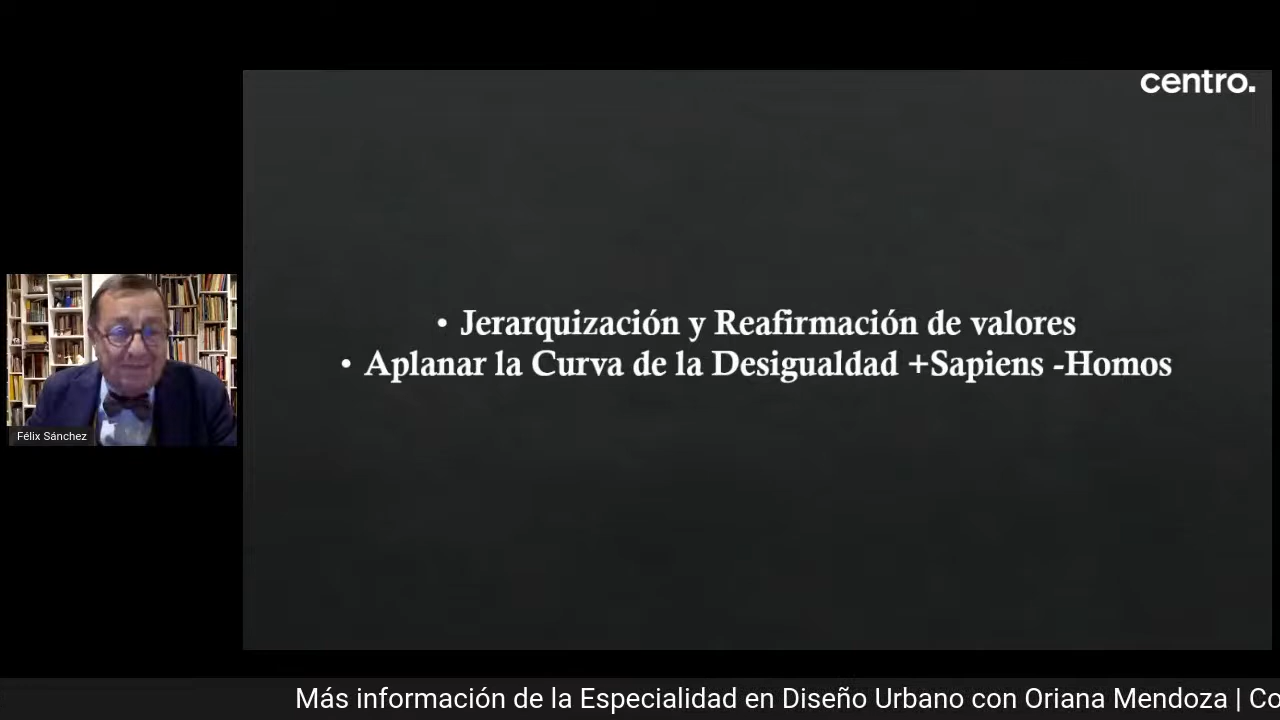 centro.
• Jerarquización y Reafirmación de valores
• Aplanar la Curva de la Desigualdad +Sapiens -Homos
Félix Sánchez
Más información de la Especialidad en Diseño Urbano con Oriana Mendoza | Co